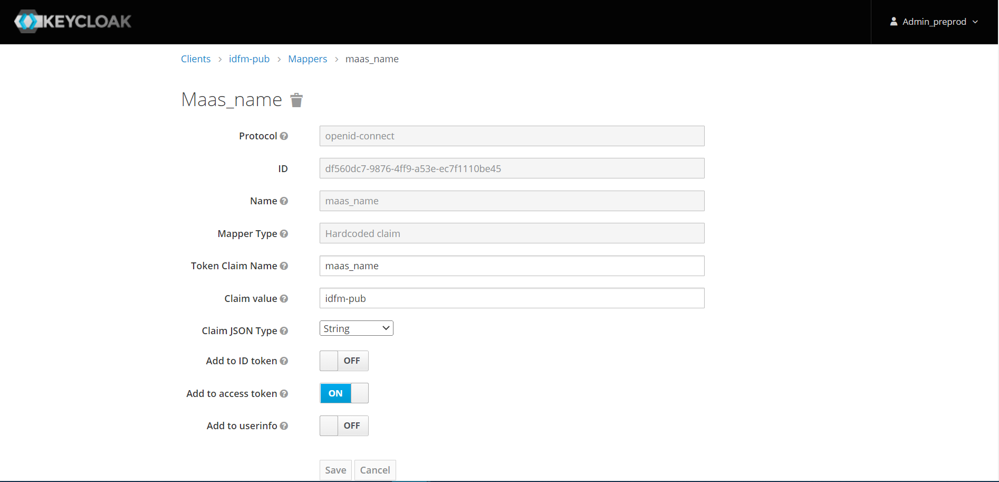 KEYCLOAK
Admin_preprod
Clients > idfm-pub > Mappers > maas_name
Maas_name
Protocol openid-connect
ID df560dc7-9876-4ff9-a53e-ec7f1110be45
Name maas_name
Mapper Type Hardcoded claim
Token Claim Name maas_name
Claim value idfm-pub
Claim JSON Type String
Add to ID token OFF
Add to access token ON
Add to userinfo OFF
Save Cancel